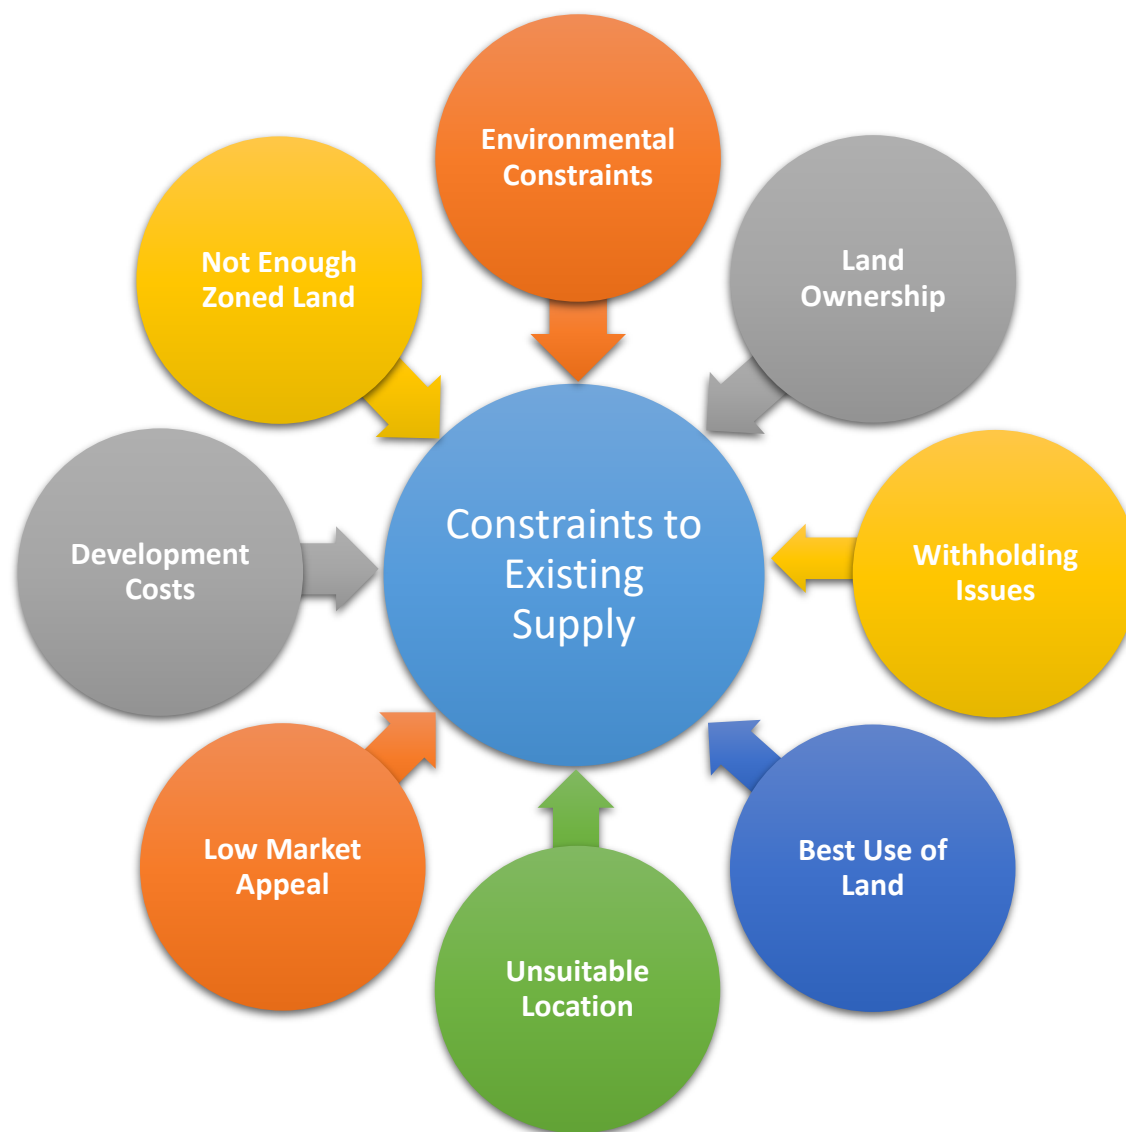 Environmental
Constraints
Land
Ownership
Withholding
Issues
Best Use of
Land
Unsuitable
Location
Low Market
Appeal
Development
Costs
Not Enough
Zoned Land
Constraints to
Existing
Supply